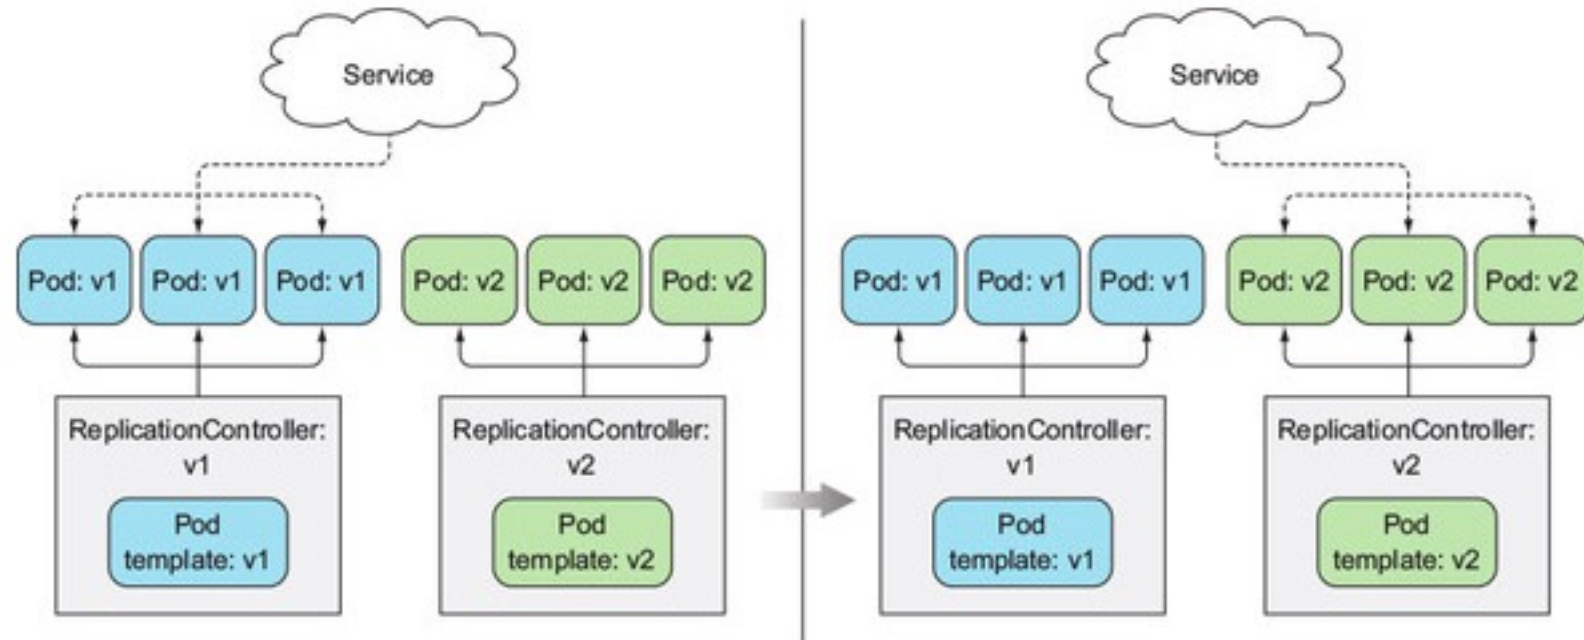 Service
Pod: v1
Pod: v1
Pod: v1
Pod: v2
Pod: v2
Pod: v2
ReplicationController:
v1
Pod
template: v1
ReplicationController:
v2
Pod
template: v2
Service
Pod: v1
Pod: v1
Pod: v1
Pod: v2
Pod: v2
Pod: v2
ReplicationController:
v1
Pod
template: v1
ReplicationController:
v2
Pod
template: v2